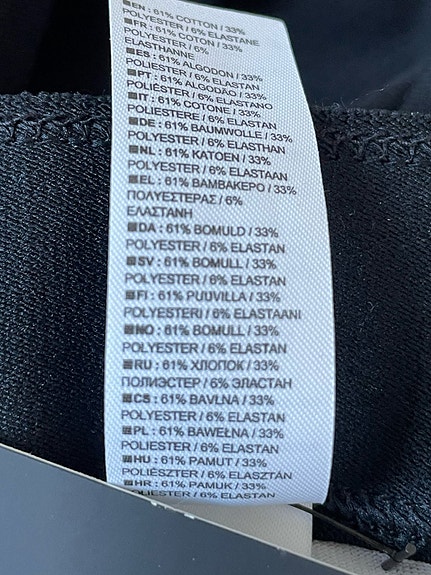 ■EN : 61% COTTON / 33%
POLYESTER / 6% ELASTANE
■FR : 61% COTON / 33%
POLYESTER / 6%
ELASTHANNE
■ES : 61% ALGODON / 33%
POLIESTER / 6% ELASTAN
■PT : 61% ALGODÃO / 33%
POLIÉSTER / 6% ELASTANO
■IT : 61% COTONE / 33%
POLIESTERE / 6% ELASTAN
■DE : 61% BAUMWOLLE / 33%
POLYESTER / 6% ELASTHAN
■NL : 61% KATOEN / 33%
POLYESTER / 6% ELASTAAN
■EL : 61% ΒΑΜΒΑΚΕΡΟ / 33%
ΠΟΛΥΕΣΤΕΡΑΣ / 6%
ΕΛΑΣΤΑΝΗ
■DA : 61% BOMULD / 33%
POLYESTER / 6% ELASTAN
■SV : 61% BOMULL / 33%
POLYESTER / 6% ELASTAN
■FI : 61% PUUVILLA / 33%
POLYESTERI / 6% ELASTAANI
■NO : 61% BOMULL / 33%
POLYESTER / 6% ELASTAN
■RU : 61% ХЛОПОК / 33%
ПОЛИЭСТЕР / 6% ЭЛАСТАН
■CS : 61% BAVLNA / 33%
POLYESTER / 6% ELASTAN
■PL : 61% BAWEŁNA / 33%
POLIESTER / 6% ELASTAN
■HU : 61% PAMUT / 33%
POLIÉSZTER / 6% ELASZTÁN
■HR : 61% PAMUK / 33%
POLIESTER / 6% ELASTAN